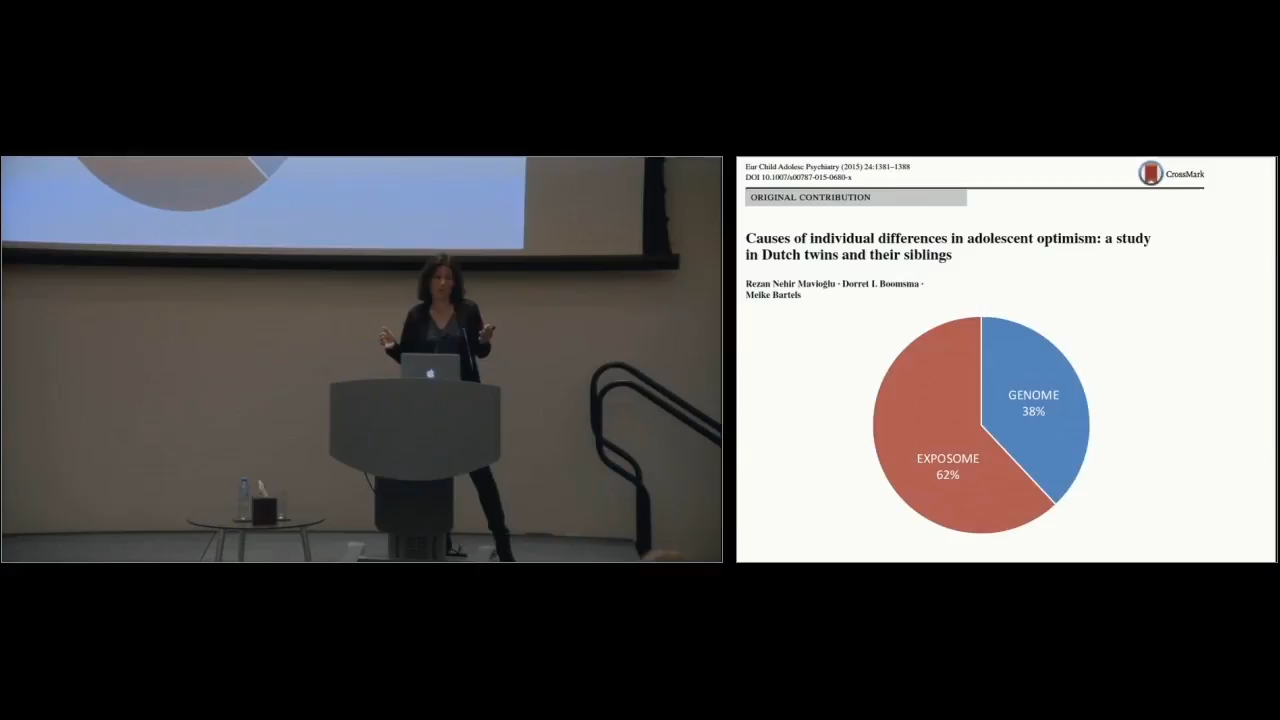 Eur Child Adolesc Psychiatry (2015) 24:1381–1388
DOI 10.1007/s00787-015-0680-x
CrossMark
ORIGINAL CONTRIBUTION
Causes of individual differences in adolescent optimism: a study
in Dutch twins and their siblings
Rezan Nehir Mavioğlu · Dorret I. Boomsma ·
Meike Bartels
GENOME
38%
EXPOSOME
62%